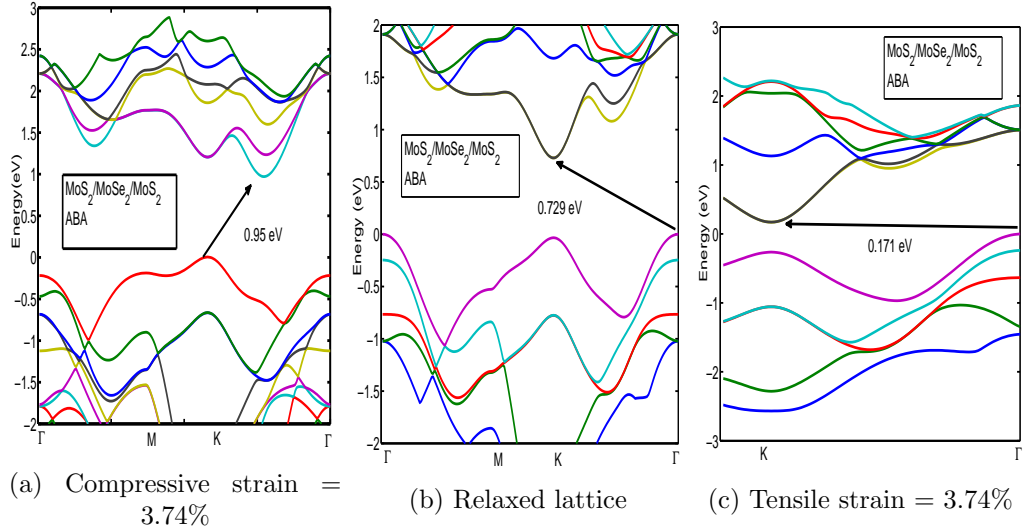 3
2.5
2
1.5
1
0.5
0
−0.5
−1
−1.5
−2
Energy(eV)
MoS2/MoSe2/MoS2
ABA
0.95 eV
Γ M K Γ
(a) Compressive strain =
3.74%
2
1.5
1
0.5
0
−0.5
−1
−1.5
−2
Energy (eV)
MoS2/MoSe2/MoS2
ABA
0.729 eV
Γ M K Γ
(b) Relaxed lattice
3
2
1
0
−1
−2
−3
Energy (eV)
MoS2/MoSe2/MoS2
ABA
0.171 eV
K Γ
(c) Tensile strain = 3.74%